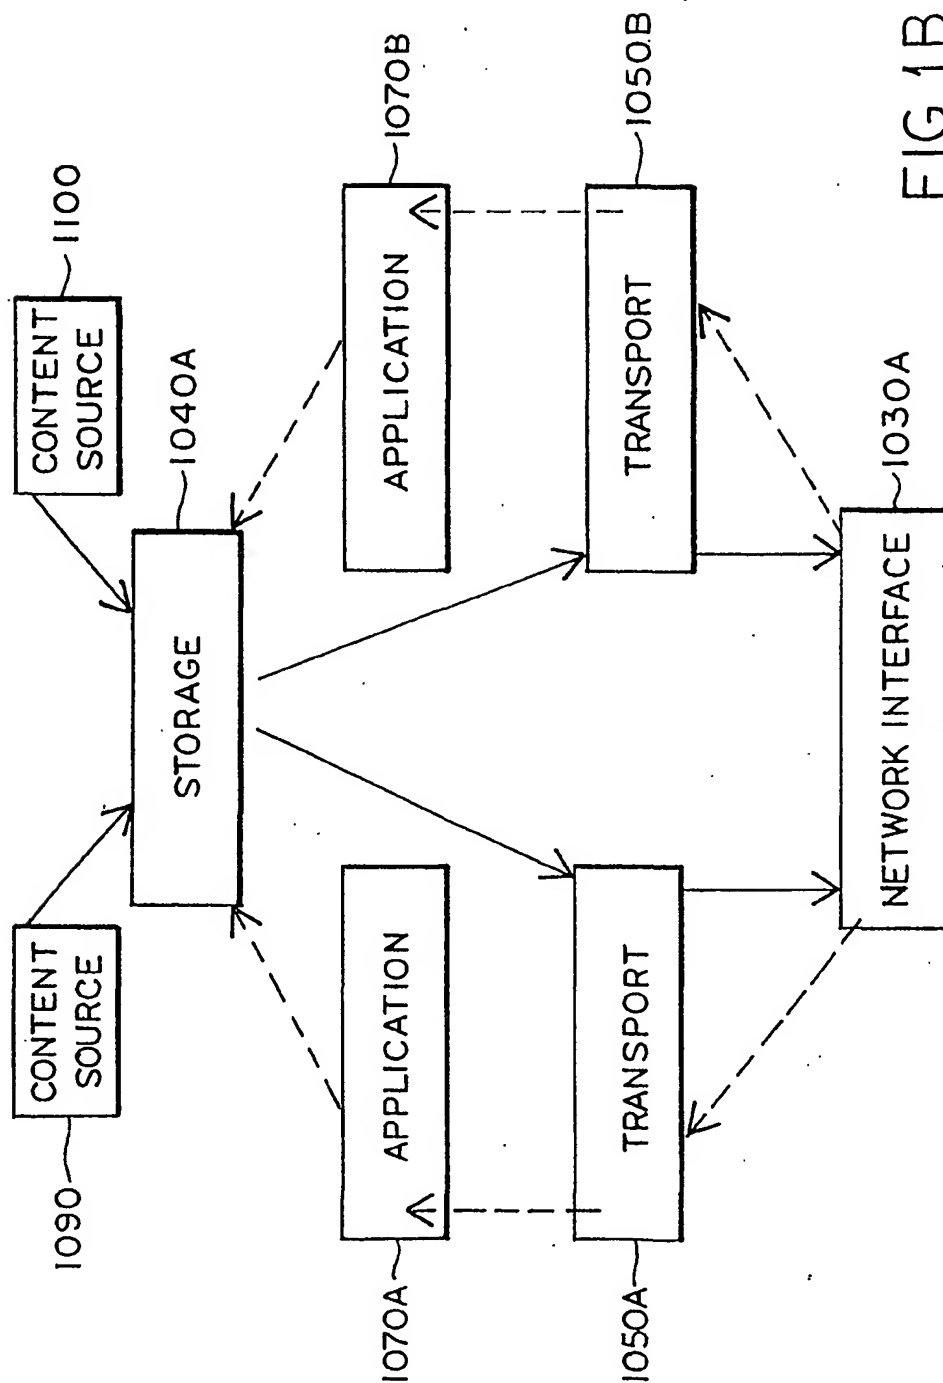 CONTENT
SOURCE
1090
CONTENT
SOURCE
1100
STORAGE
1040A
APPLICATION
1070A
APPLICATION
1070B
TRANSPORT
1050A
TRANSPORT
1050B
NETWORK INTERFACE
1030A
FIG 1B